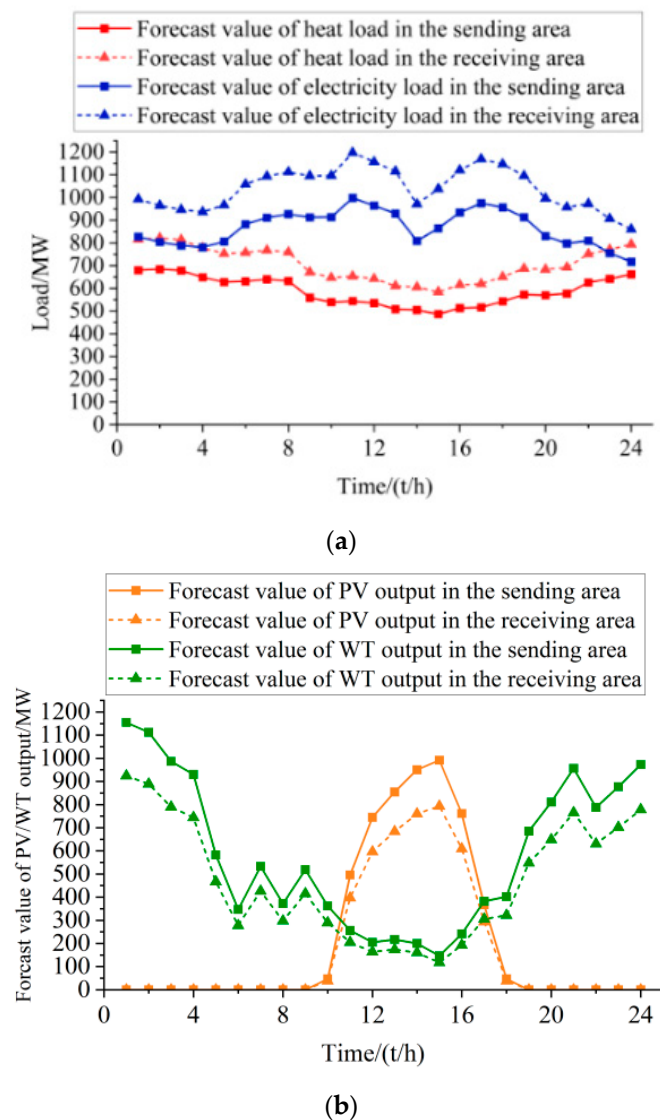 Forecast value of heat load in the sending area
Forecast value of heat load in the receiving area
Forecast value of electricity load in the sending area
Forecast value of electricity load in the receiving area
1200
1100
1000
900
800
700
600
500
400
300
200
100
0
Load/MW
0 4 8 12 16 20 24
Time/(t/h)
(a)
Forecast value of PV output in the sending area
Forecast value of PV output in the receiving area
Forecast value of WT output in the sending area
Forecast value of WT output in the receiving area
1200
1100
1000
900
800
700
600
500
400
300
200
100
0
Forcast value of PV/WT output/MW
0 4 8 12 16 20 24
Time/(t/h)
(b)